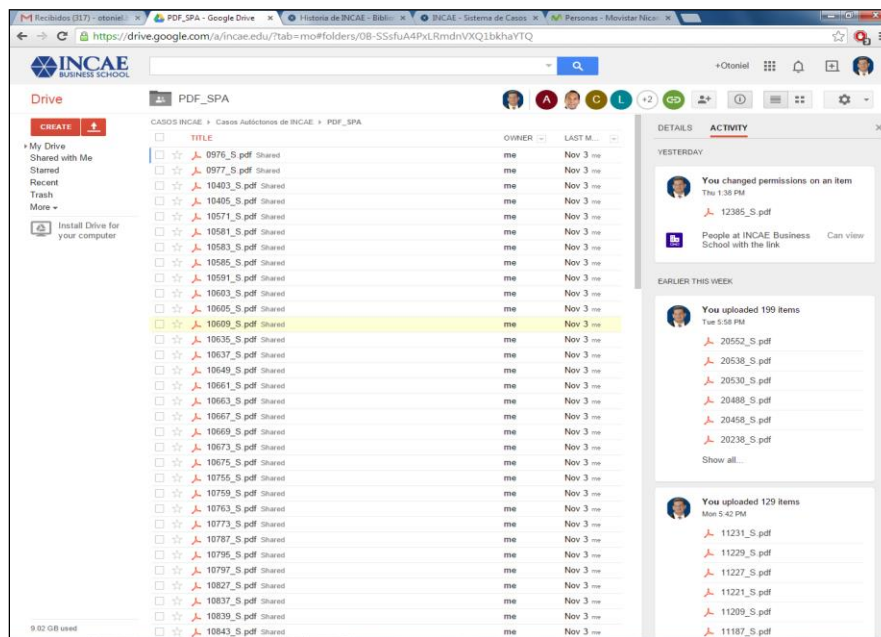 Recibidos (317) - otoniel.
PDF_SPA - Google Drive
Historia de INCAE - Biblio
INCAE - Sistema de Casos
Personas - Movistar Nicar
https://drive.google.com/a/incae.edu/?tab=mo#folders/0B-SSsfuA4PxLRmdnVXQ1bkhaYTQ
INCAE
BUSINESS SCHOOL
+Otoniel
Drive
PDF_SPA
A C L +2
CREATE
My Drive
Shared with Me
Starred
Recent
Trash
More
Install Drive for
your computer
9.02 GB used
CASOS INCAE Casos Autóctonos de INCAE PDF_SPA
TITLE OWNER LAST M...
0976_S.pdf Shared me Nov 3 me
0977_S.pdf Shared me Nov 3 me
10403_S.pdf Shared me Nov 3 me
10405_S.pdf Shared me Nov 3 me
10571_S.pdf Shared me Nov 3 me
10581_S.pdf Shared me Nov 3 me
10583_S.pdf Shared me Nov 3 me
10585_S.pdf Shared me Nov 3 me
10591_S.pdf Shared me Nov 3 me
10603_S.pdf Shared me Nov 3 me
10605_S.pdf Shared me Nov 3 me
10609_S.pdf Shared me Nov 3 me
10635_S.pdf Shared me Nov 3 me
10637_S.pdf Shared me Nov 3 me
10649_S.pdf Shared me Nov 3 me
10661_S.pdf Shared me Nov 3 me
10663_S.pdf Shared me Nov 3 me
10667_S.pdf Shared me Nov 3 me
10669_S.pdf Shared me Nov 3 me
10673_S.pdf Shared me Nov 3 me
10675_S.pdf Shared me Nov 3 me
10755_S.pdf Shared me Nov 3 me
10759_S.pdf Shared me Nov 3 me
10763_S.pdf Shared me Nov 3 me
10773_S.pdf Shared me Nov 3 me
10787_S.pdf Shared me Nov 3 me
10795_S.pdf Shared me Nov 3 me
10797_S.pdf Shared me Nov 3 me
10827_S.pdf Shared me Nov 3 me
10837_S.pdf Shared me Nov 3 me
10839_S.pdf Shared me Nov 3 me
10843_S.pdf Shared me Nov 3 me
DETAILS ACTIVITY
YESTERDAY
You changed permissions on an item
Thu 1:38 PM
12385_S.pdf
People at INCAE Business Can view
School with the link
EARLIER THIS WEEK
You uploaded 199 items
Tue 5:58 PM
20552_S.pdf
20538_S.pdf
20530_S.pdf
20488_S.pdf
20458_S.pdf
20238_S.pdf
Show all...
You uploaded 129 items
Mon 5:42 PM
11231_S.pdf
11229_S.pdf
11227_S.pdf
11221_S.pdf
11209_S.pdf
11187_S.pdf